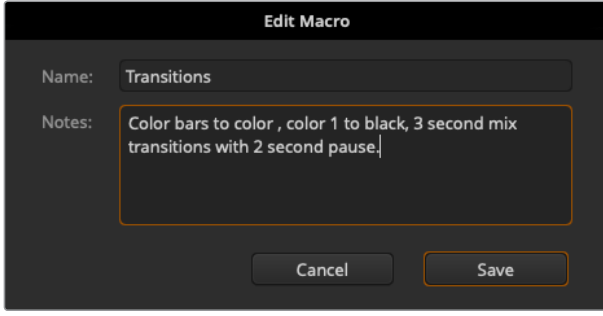 Edit Macro
Name: Transitions
Notes: Color bars to color , color 1 to black, 3 second mix
transitions with 2 second pause.
Cancel Save